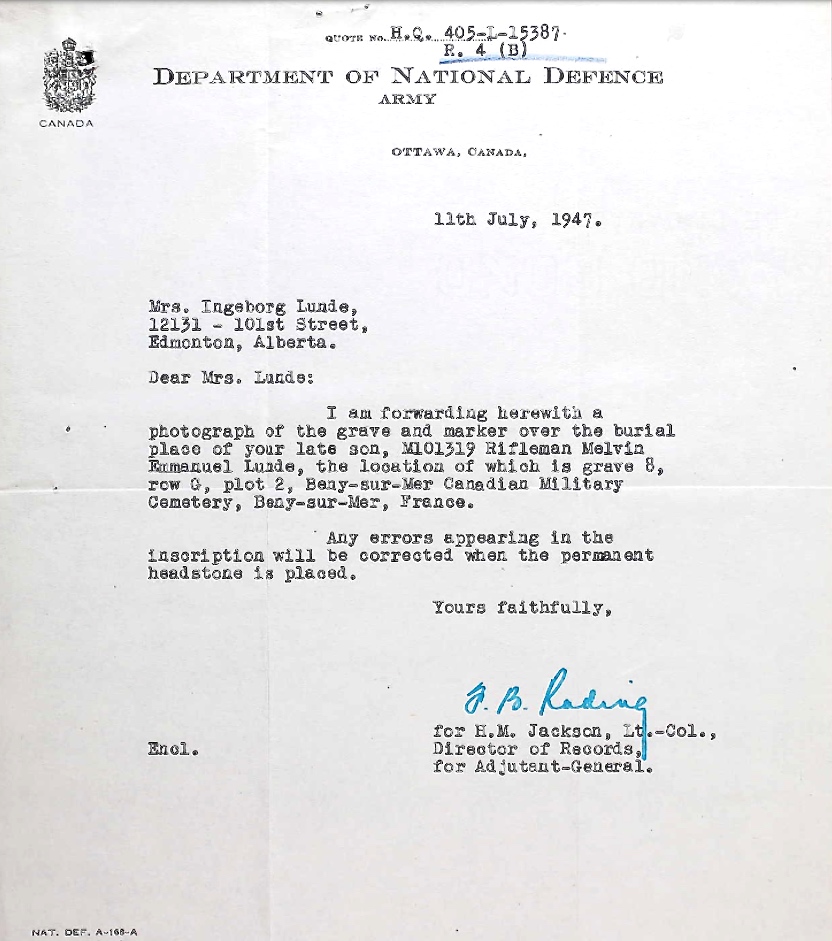 QUOTE NO. H.Q. 405-L-15387-
R. 4 (B)
DEPARTMENT OF NATIONAL DEFENCE
ARMY
CANADA
OTTAWA, CANADA,
11th July, 1947.
Mrs. Ingeborg Lunde,
12131 - 101st Street,
Edmonton, Alberta.
Dear Mrs. Lunde:
I am forwarding herewith a
photograph of the grave and marker over the burial
place of your late son, M101319 Rifleman Melvin
Emmanuel Lunde, the location of which is grave 8,
row G, plot 2, Beny-sur-Mer Canadian Military
Cemetery, Beny-sur-Mer, France.
Any errors appearing in the
inscription will be corrected when the permanent
headstone is placed.
Yours faithfully,
B.
for H.M. Jackson, Lt.-Col.,
Encl.
Director of Records,
for Adjutant-General.
NAT. DEF. A-168-A